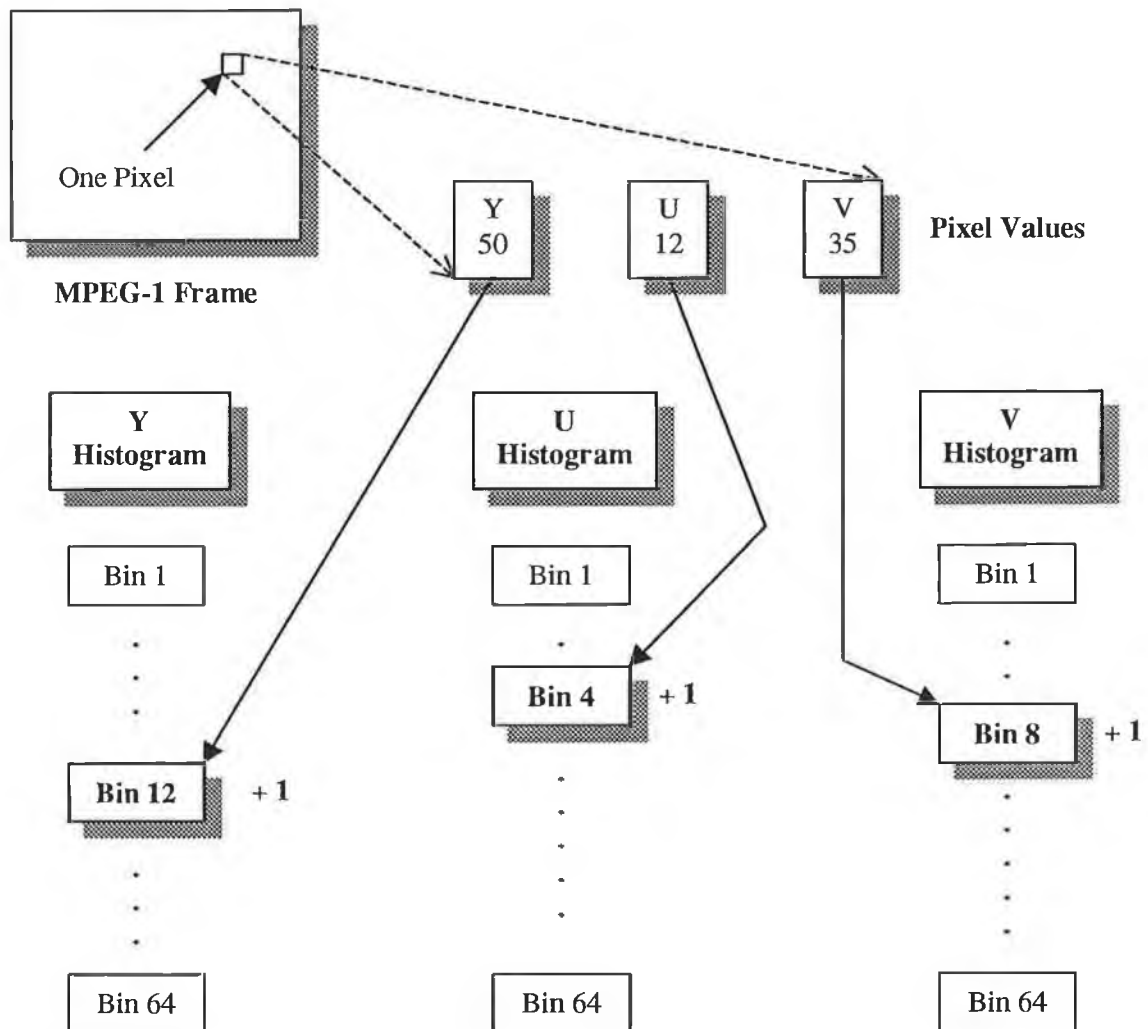 One Pixel
MPEG-1 Frame
Y
50
U
12
V
35
Pixel Values
Y
Histogram
U
Histogram
V
Histogram
Bin 1
Bin 1
Bin 1
Bin 4
+ 1
Bin 8
+ 1
Bin 12
+ 1
Bin 64
Bin 64
Bin 64